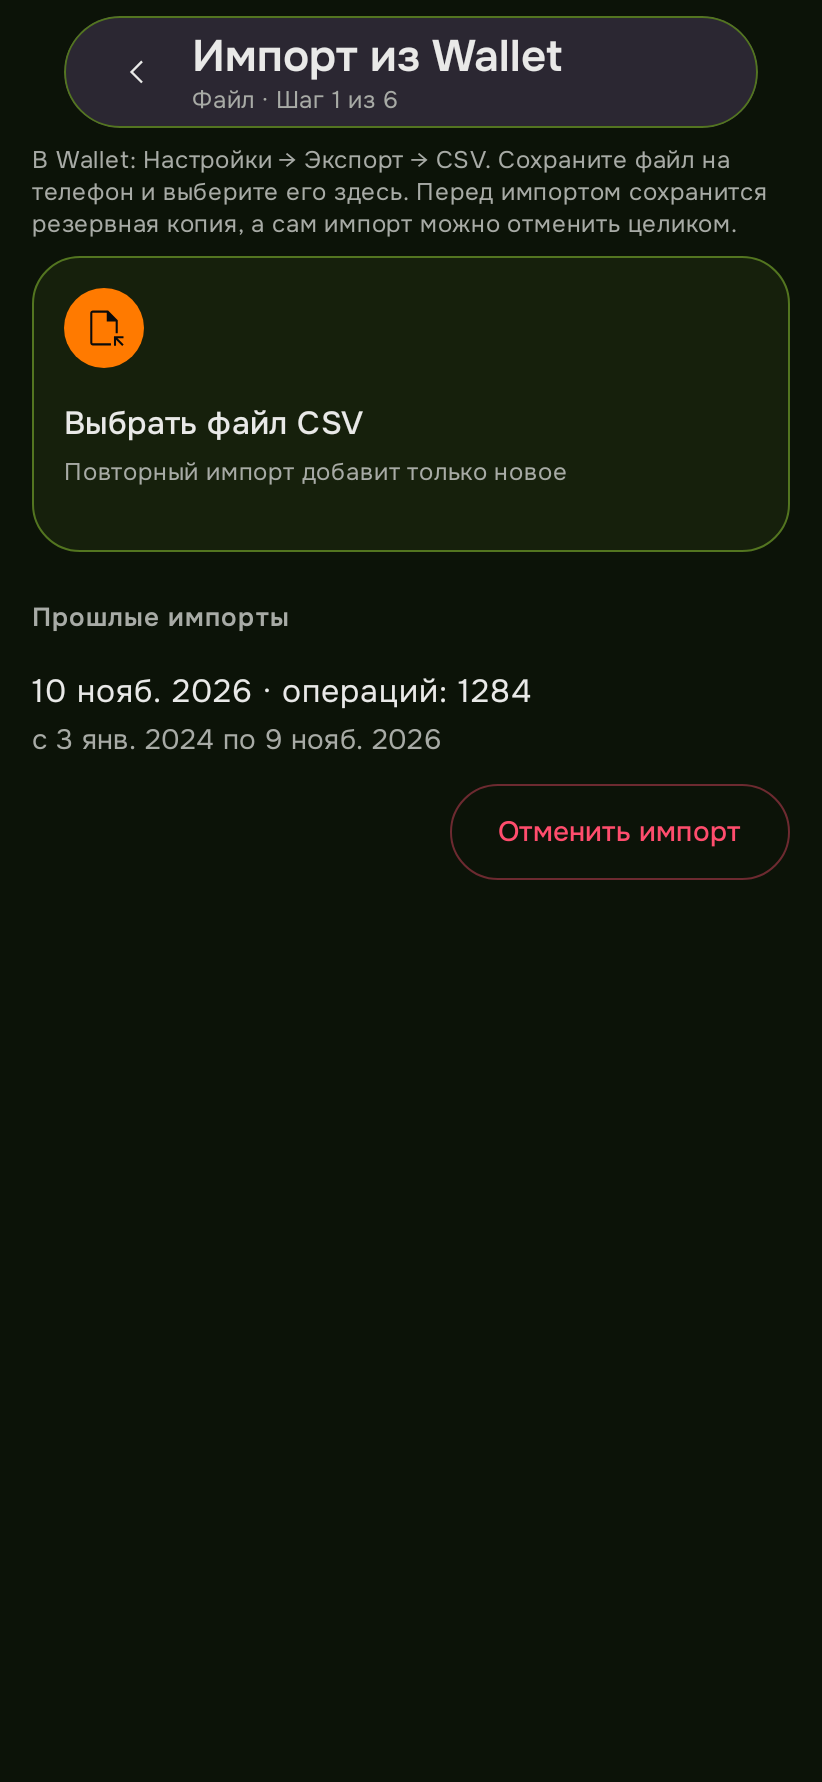 Импорт из Wallet
Файл · Шаг 1 из 6
В Wallet: Настройки → Экспорт → CSV. Сохраните файл на
телефон и выберите его здесь. Перед импортом сохранится
резервная копия, а сам импорт можно отменить целиком.
Выбрать файл CSV
Повторный импорт добавит только новое
Прошлые импорты
10 нояб. 2026 · операций: 1284
с 3 янв. 2024 по 9 нояб. 2026
Отменить импорт